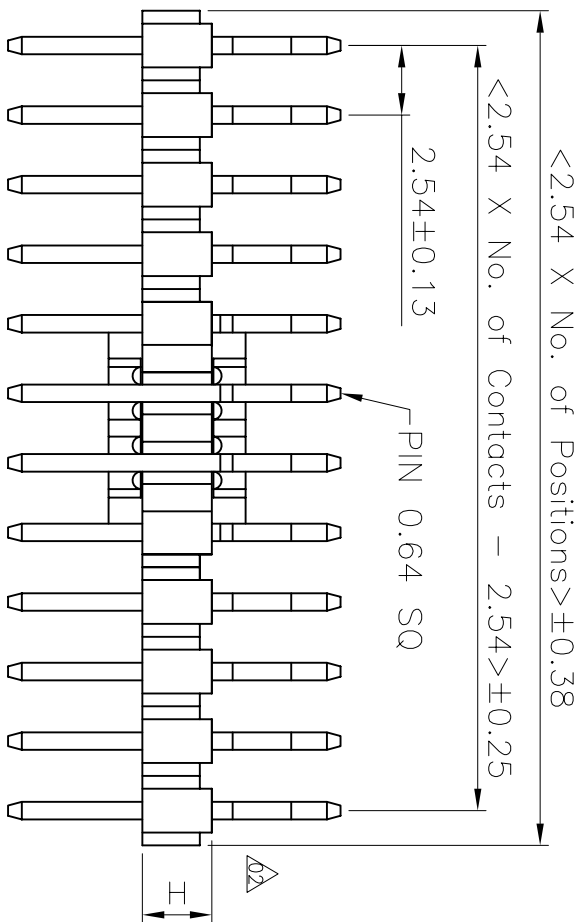 <2.54 X No. of Positions>±0.38
<2.54 X No. of Contacts - 2.54>±0.25
2.54±0.13
PIN 0.64 SQ
02
H